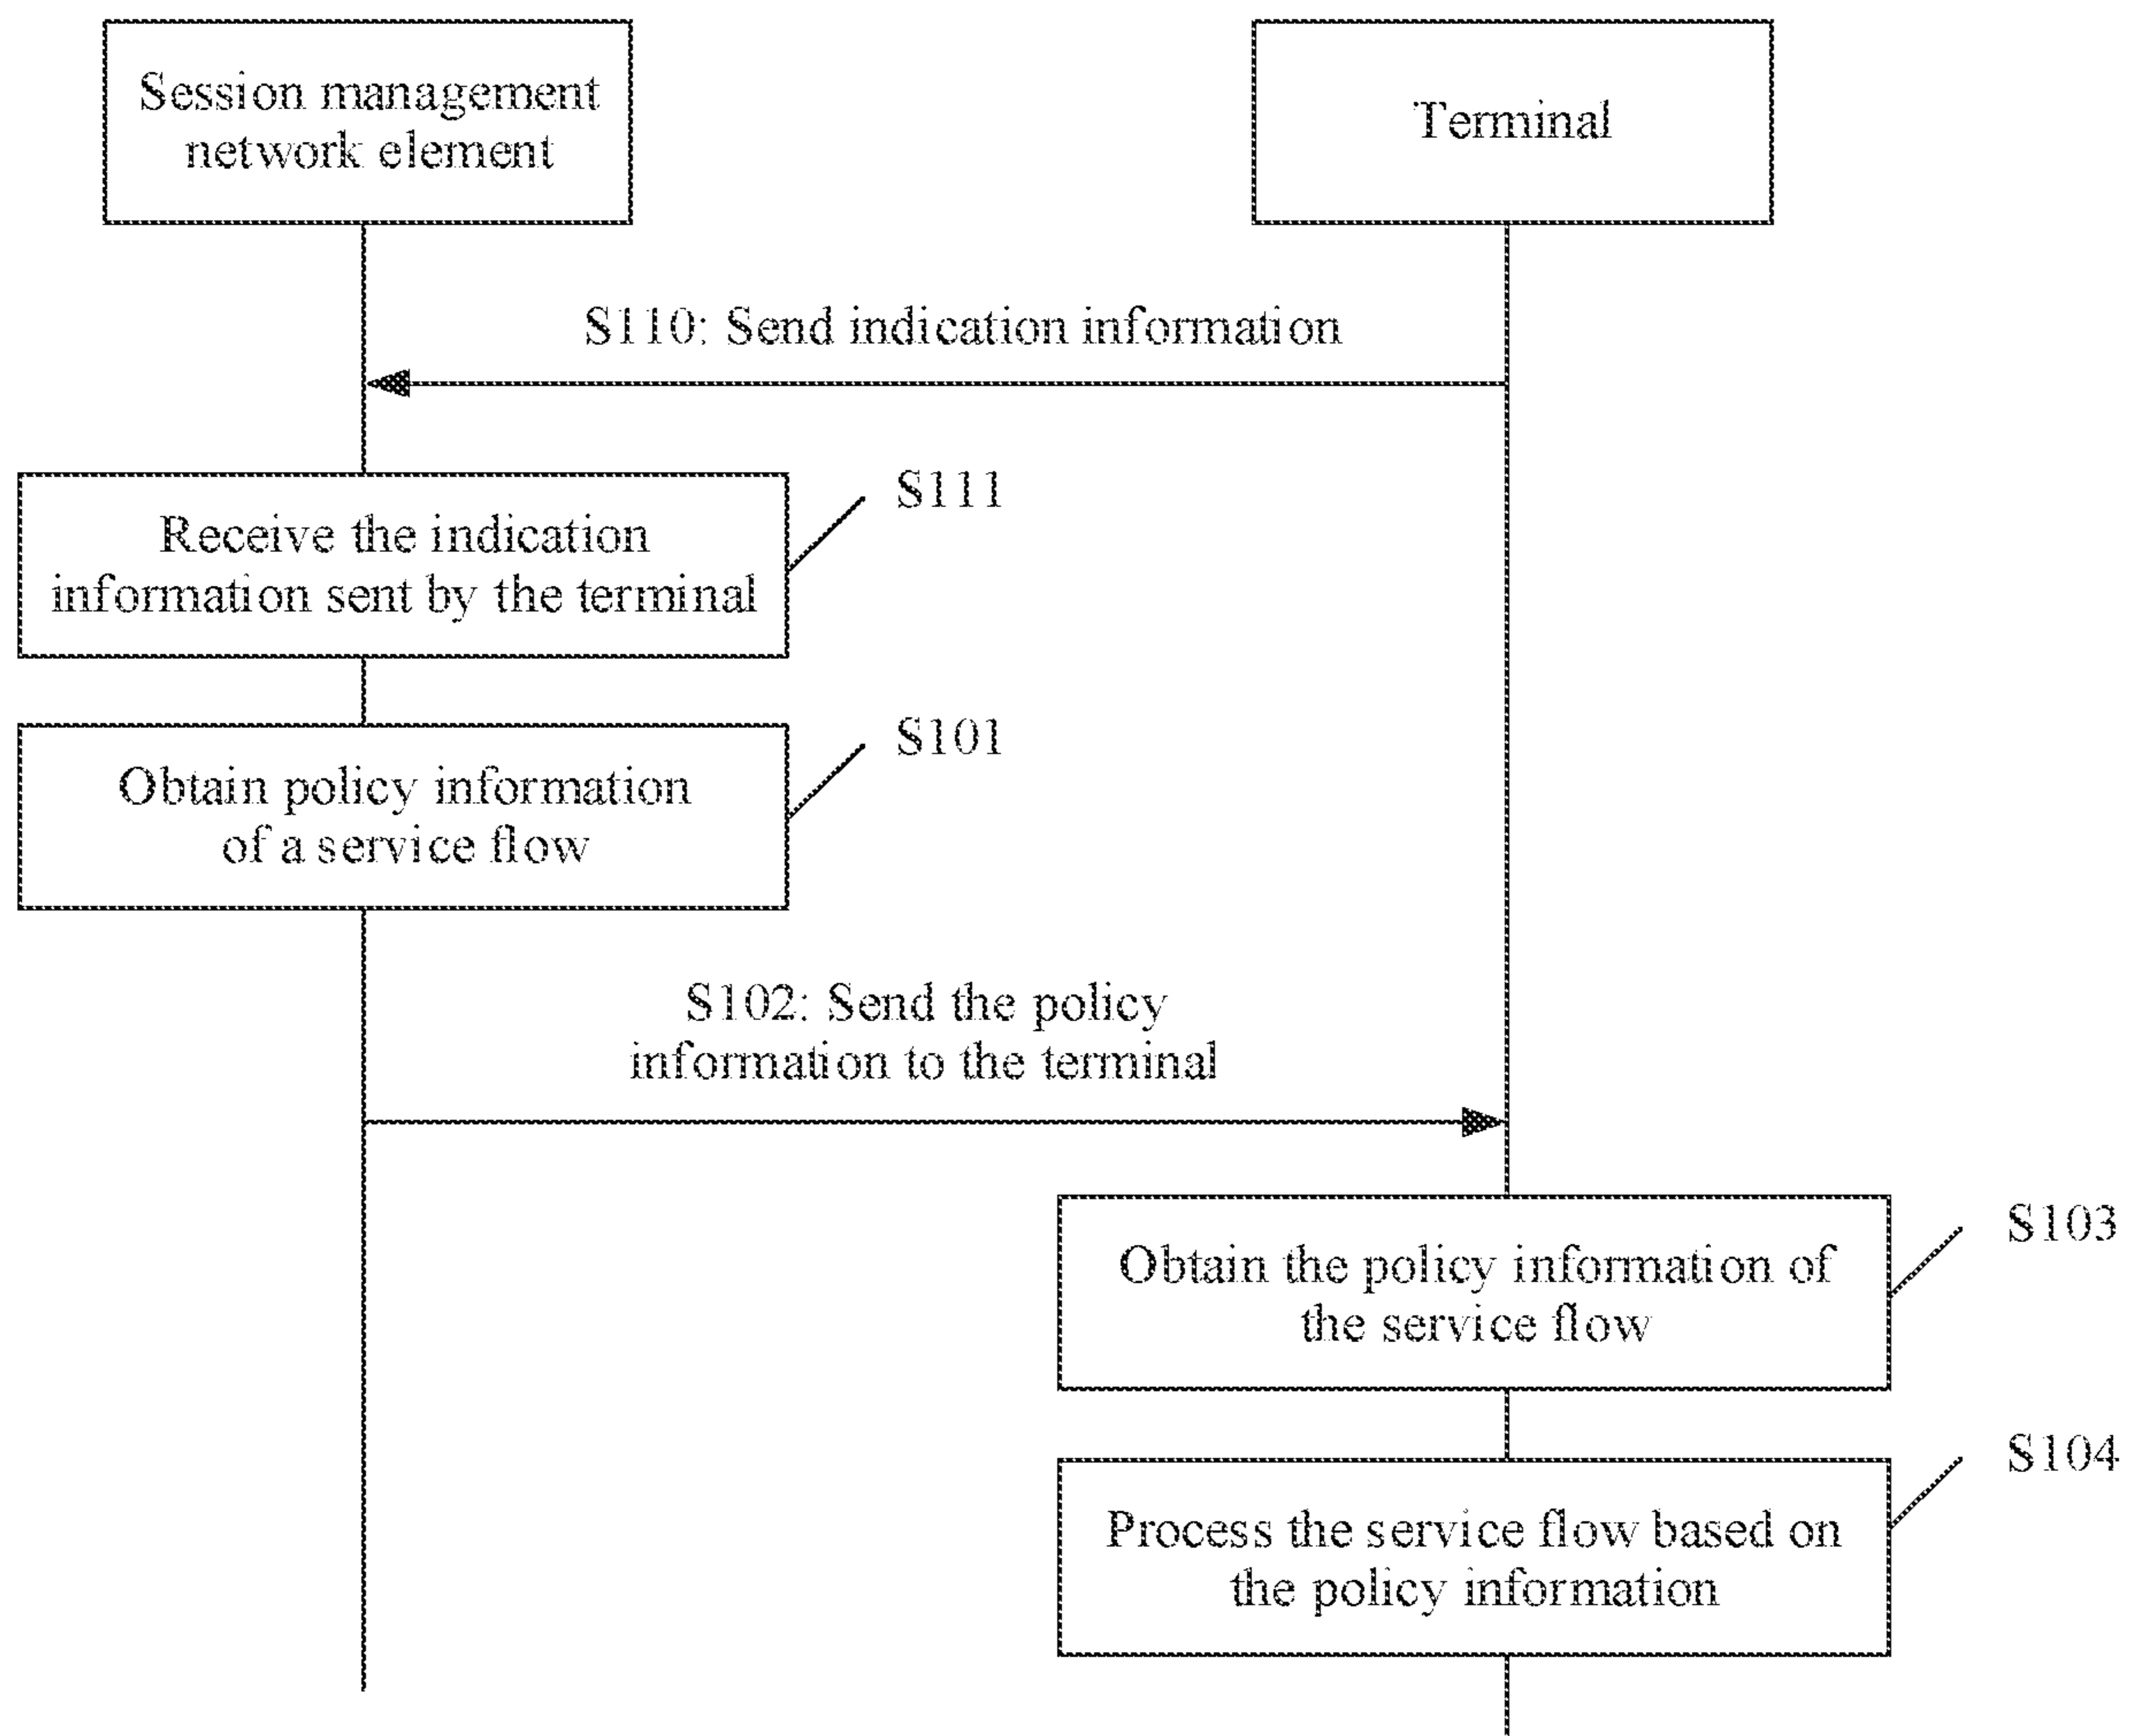 Session management
network element
Terminal
S110: Send indication information
S111
Receive the indication
information sent by the terminal
S101
Obtain policy information
of a service flow
S102: Send the policy
information to the terminal
S103
Obtain the policy information of
the service flow
S104
Process the service flow based on
the policy information